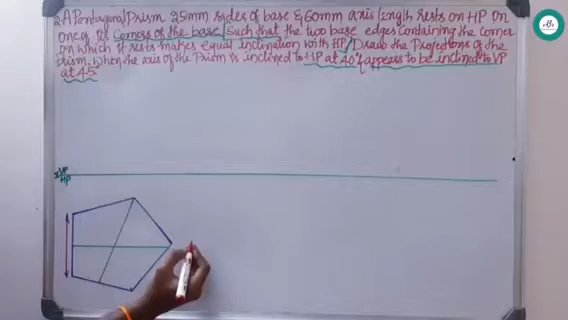 2. A Pentagonal Prism 25mm sides of base & 60mm axis length rests on HP on
one of its corners of the base Such that the two base edges containing the corner
on which it rests makes equal inclination with HP. Draw the Projections of the
prism, when the axis of the Prism is inclined to HP at 40° & appears to be inclined to VP
at 45°
X VP
HP